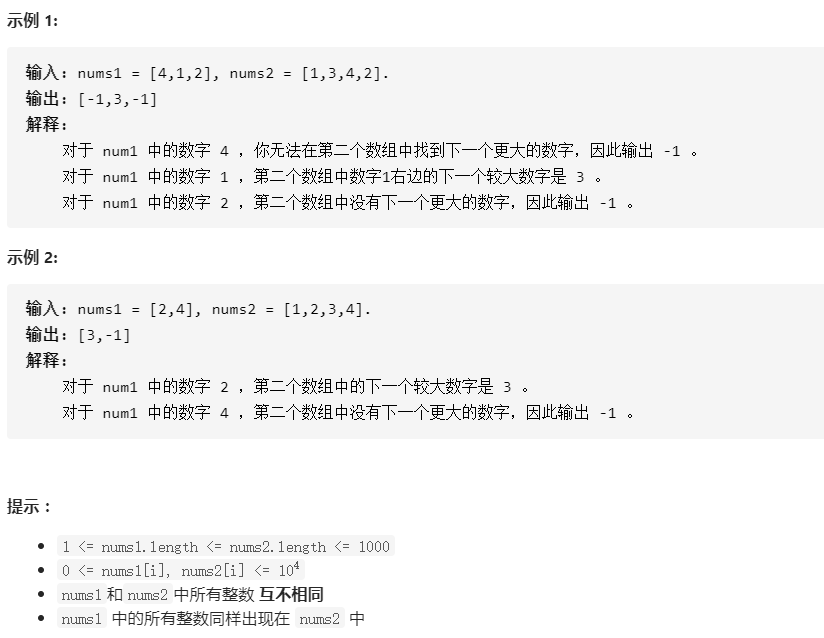 示例 1:
输入：nums1 = [4,1,2], nums2 = [1,3,4,2].
输出：[-1,3,-1]
解释：
对于 num1 中的数字 4 ，你无法在第二个数组中找到下一个更大的数字，因此输出 -1 。
对于 num1 中的数字 1 ，第二个数组中数字1右边的下一个较大数字是 3 。
对于 num1 中的数字 2 ，第二个数组中没有下一个更大的数字，因此输出 -1 。
示例 2:
输入：nums1 = [2,4], nums2 = [1,2,3,4].
输出：[3,-1]
解释：
对于 num1 中的数字 2 ，第二个数组中的下一个较大数字是 3 。
对于 num1 中的数字 4 ，第二个数组中没有下一个更大的数字，因此输出 -1 。
提示：
• 1 <= nums1.length <= nums2.length <= 1000
• 0 <= nums1[i], nums2[i] <= 10⁴
• nums1 和 nums2 中所有整数 互不相同
• nums1 中的所有整数同样出现在 nums2 中